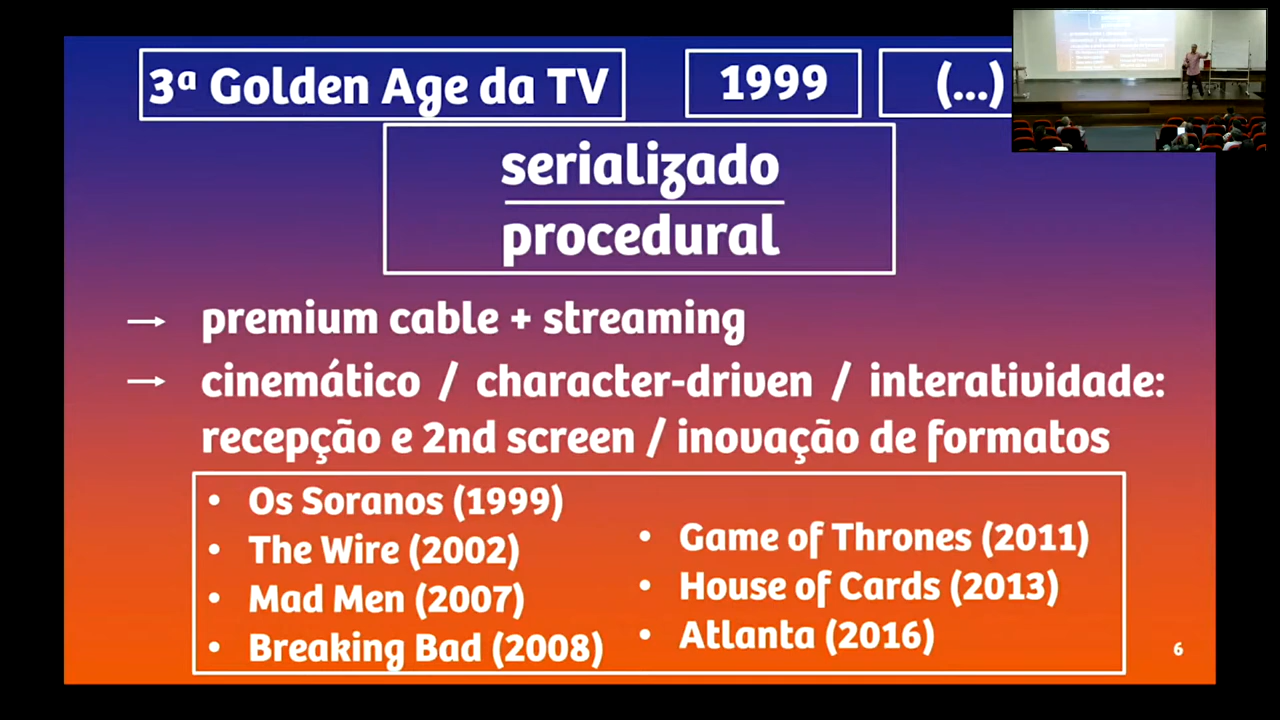 3ª Golden Age da TV
1999
(...)
serializado
procedural
→ premium cable + streaming
→ cinemático / character-driven / interatividade:
recepção e 2nd screen / inovação de formatos
• Os Soranos (1999)
• The Wire (2002)
• Mad Men (2007)
• Breaking Bad (2008)
• Game of Thrones (2011)
• House of Cards (2013)
• Atlanta (2016)
6